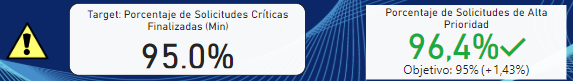 Target: Porcentaje de Solicitudes Críticas
Finalizadas (Min)
95.0%
Porcentaje de Solicitudes de Alta
Prioridad
96,4%✓
Objetivo: 95% (+1,43%)